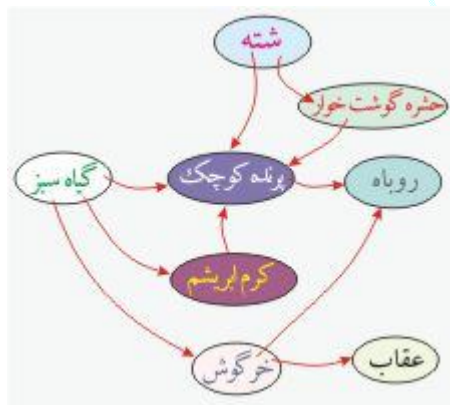 شته
حشره گوشت خوار
گیاه سبز
پرنده کوچک
روباه
کرم ابریشم
خرگوش
عقاب